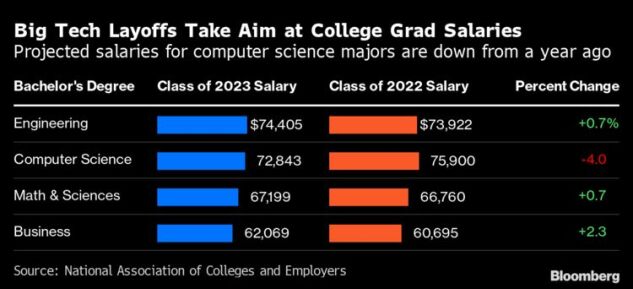 Big Tech Layoffs Take Aim at College Grad Salaries
Projected salaries for computer science majors are down from a year ago
Bachelor's Degree Class of 2023 Salary Class of 2022 Salary Percent Change
Engineering $74,405 $73,922 +0.7%
Computer Science 72,843 75,900 -4.0
Math & Sciences 67,199 66,760 +0.7
Business 62,069 60,695 +2.3
Source: National Association of Colleges and Employers
Bloomberg